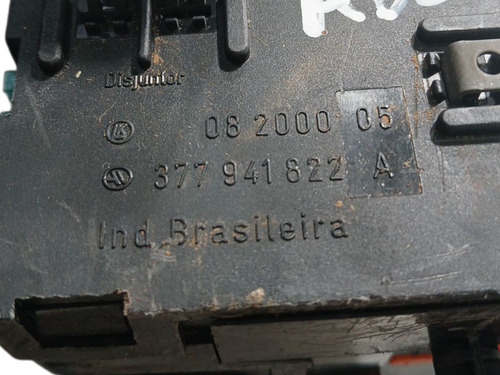 Disjuntor
08 2000 05
377 941 822 A
Ind. Brasileira